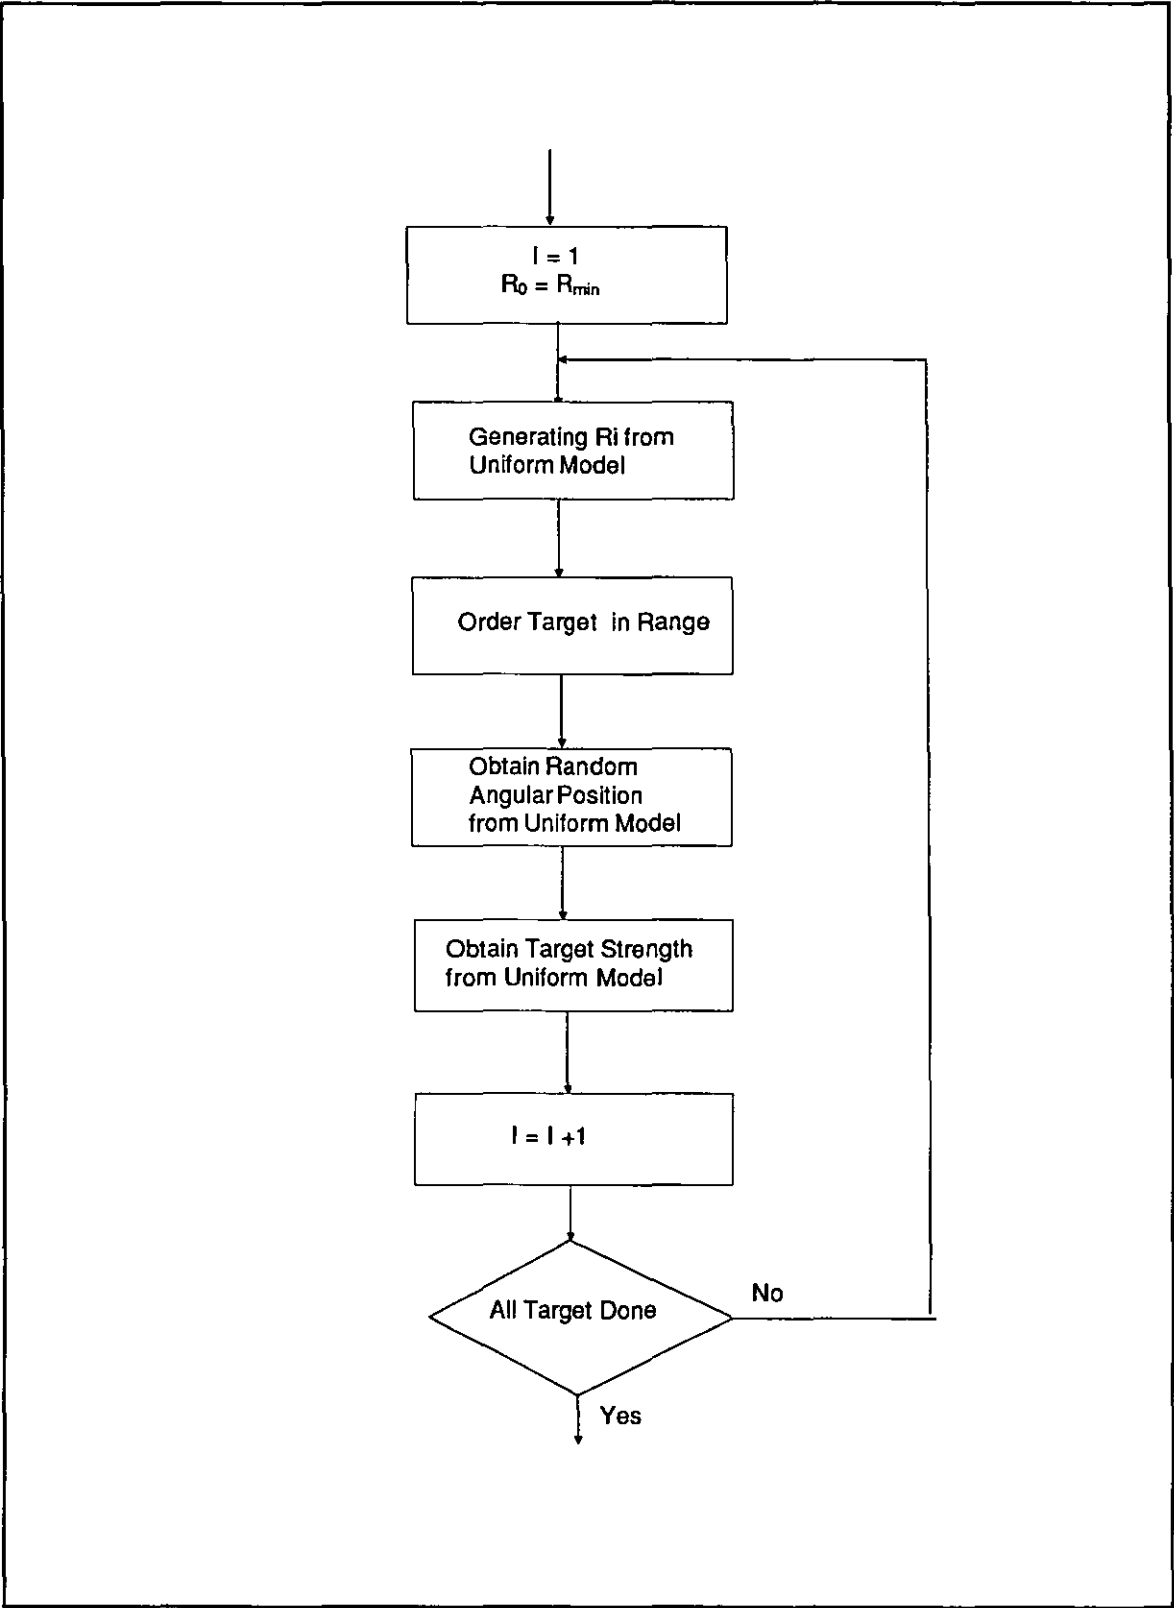 I = 1
R₀ = Rₘᵢₙ
Generating Ri from
Uniform Model
Order Target in Range
Obtain Random
Angular Position
from Uniform Model
Obtain Target Strength
from Uniform Model
I = I +1
All Target Done
No
Yes